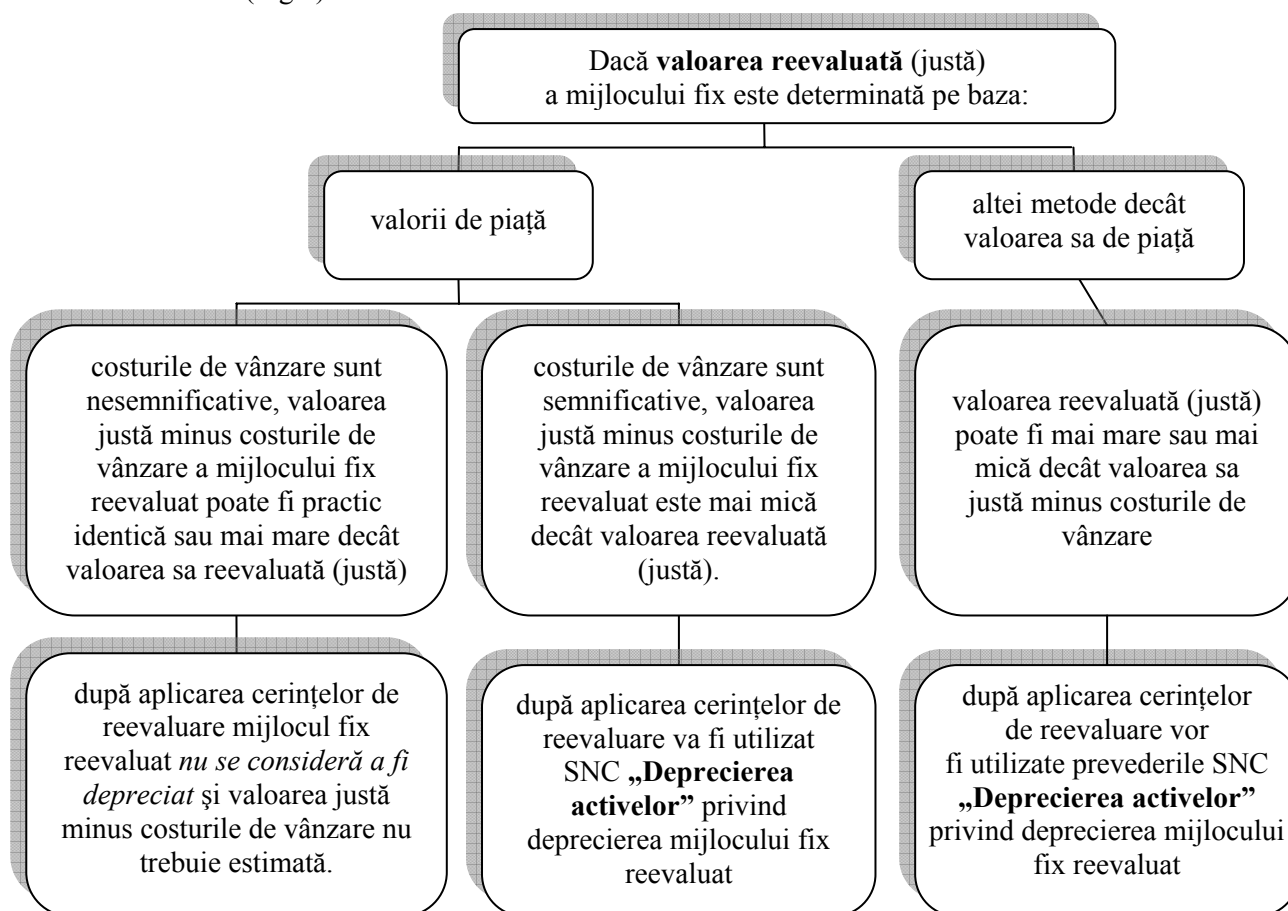 Dacă valoarea reevaluată (justă)
a mijlocului fix este determinată pe baza:
valorii de piață
altei metode decât
valoarea sa de piață
costurile de vânzare sunt
nesemnificative, valoarea
justă minus costurile de
vânzare a mijlocului fix
reevaluat poate fi practic
identică sau mai mare decât
valoarea sa reevaluată (justă)
costurile de vânzare sunt
semnificative, valoarea
justă minus costurile de
vânzare a mijlocului fix
reevaluat este mai mică
decât valoarea reevaluată
(justă).
valoarea reevaluată (justă)
poate fi mai mare sau mai
mică decât valoarea sa
justă minus costurile de
vânzare
după aplicarea cerințelor de
reevaluare mijlocul fix
reevaluat nu se consideră a fi
depreciat şi valoarea justă
minus costurile de vânzare nu
trebuie estimată.
după aplicarea cerințelor de
reevaluare va fi utilizat
SNC „Deprecierea
activelor” privind
deprecierea mijlocului fix
reevaluat
după aplicarea cerințelor
de reevaluare vor
fi utilizate prevederile SNC
„Deprecierea activelor”
privind deprecierea mijlocului
fix reevaluat